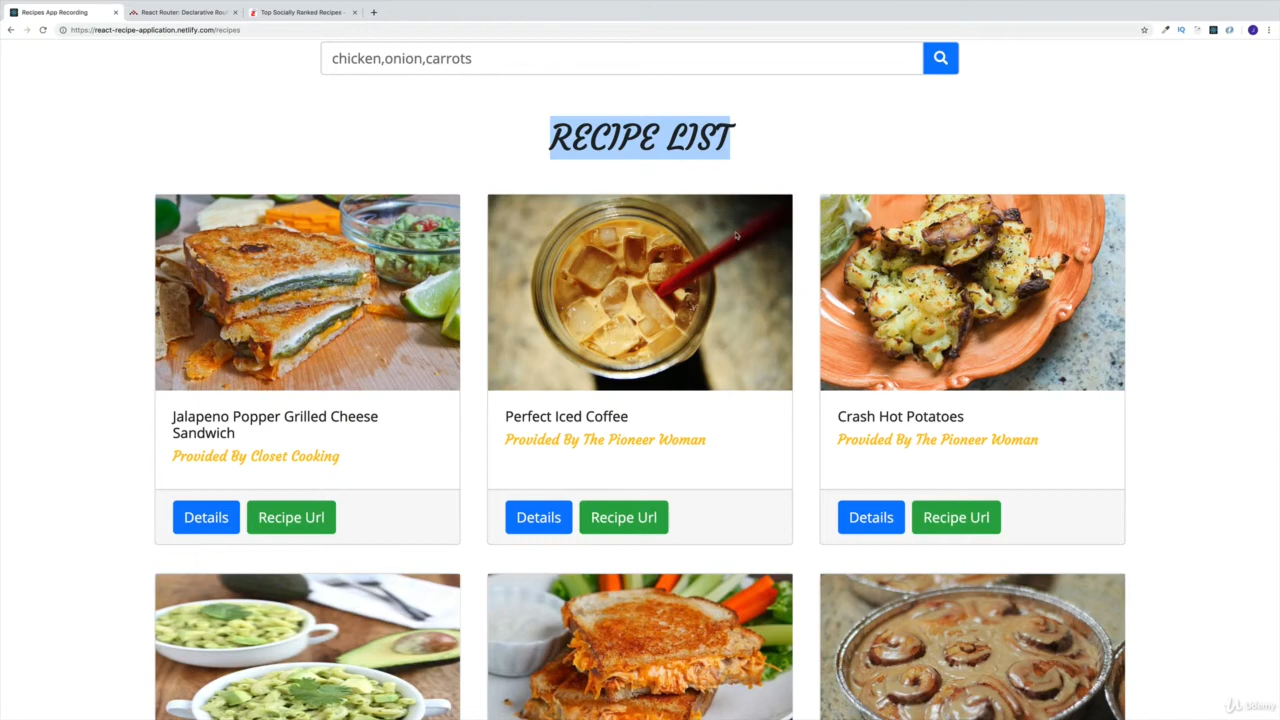 Recipes App Recording
React Router: Declarative Rou
Top Socially Ranked Recipes -
https://react-recipe-application.netlify.com/recipes
chicken,onion,carrots
RECIPE LIST
Jalapeno Popper Grilled Cheese
Sandwich
Provided By Closet Cooking
Details
Recipe Url
Perfect Iced Coffee
Provided By The Pioneer Woman
Details
Recipe Url
Crash Hot Potatoes
Provided By The Pioneer Woman
Details
Recipe Url
Udemy